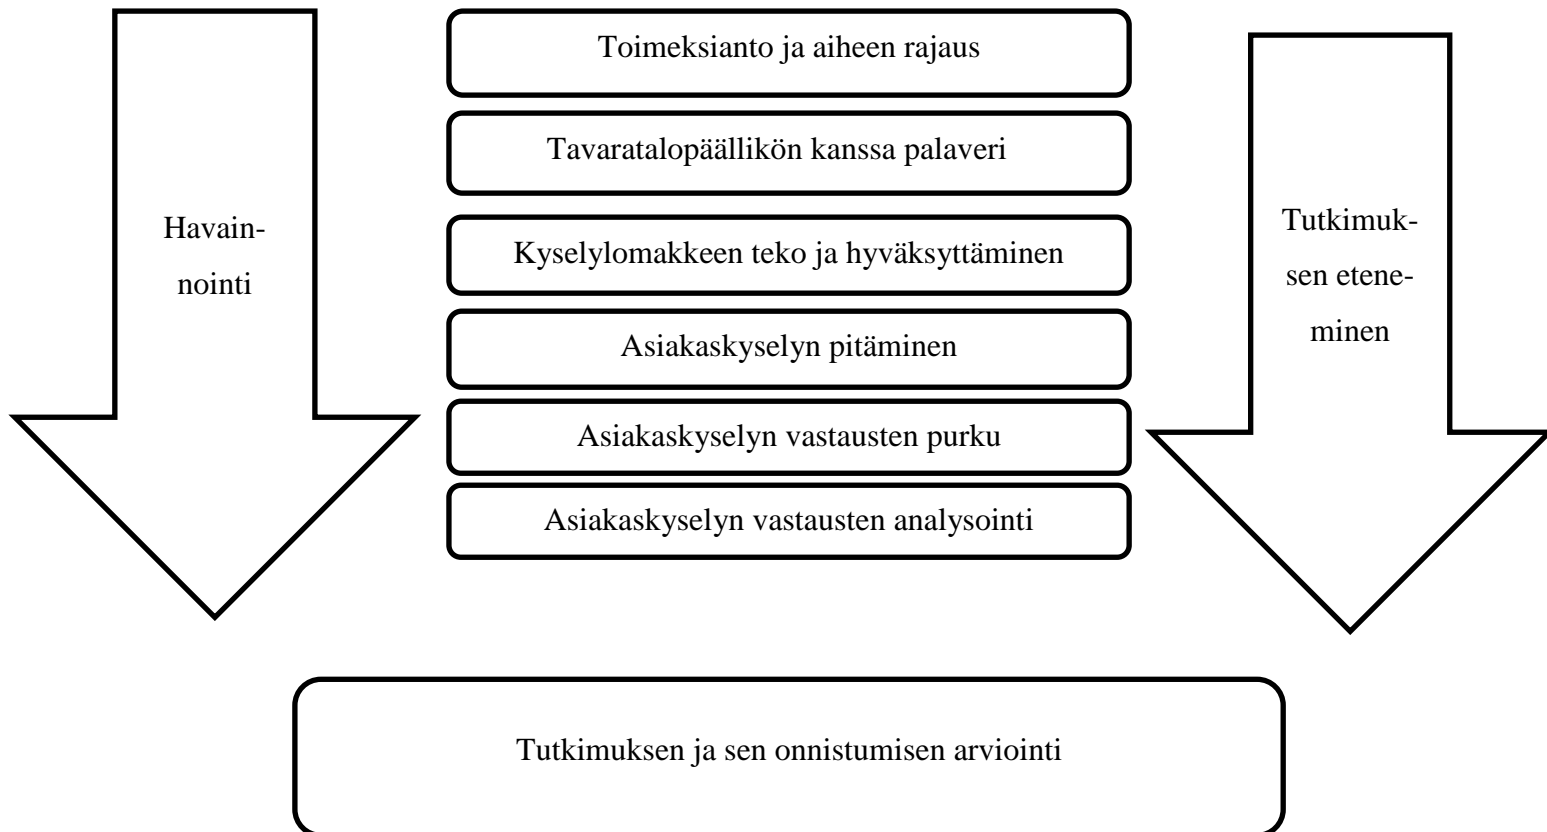 Toimeksianto ja aiheen rajaus
Tavaratalopäällikön kanssa palaveri
Havain-
nointi
Kyselylomakkeen teko ja hyväksyttäminen
Asiakaskyselyn pitäminen
Asiakaskyselyn vastausten purku
Asiakaskyselyn vastausten analysointi
Tutkimuk-
sen etene-
minen
Tutkimuksen ja sen onnistumisen arviointi